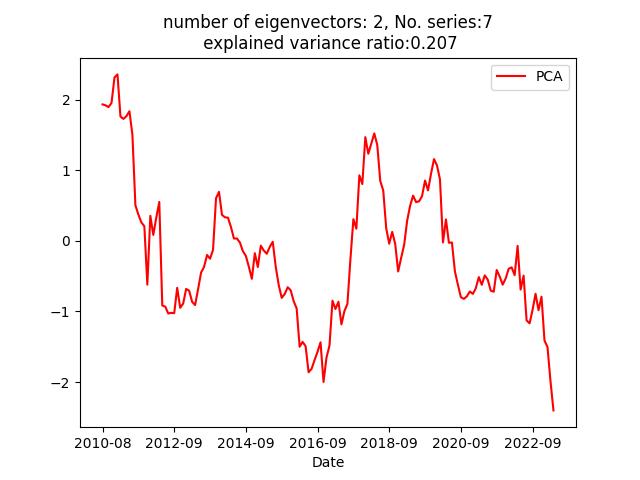 number of eigenvectors: 2, No. series:7
explained variance ratio:0.207
PCA
2
1
0
−1
−2
2010-08 2012-09 2014-09 2016-09 2018-09 2020-09 2022-09
Date